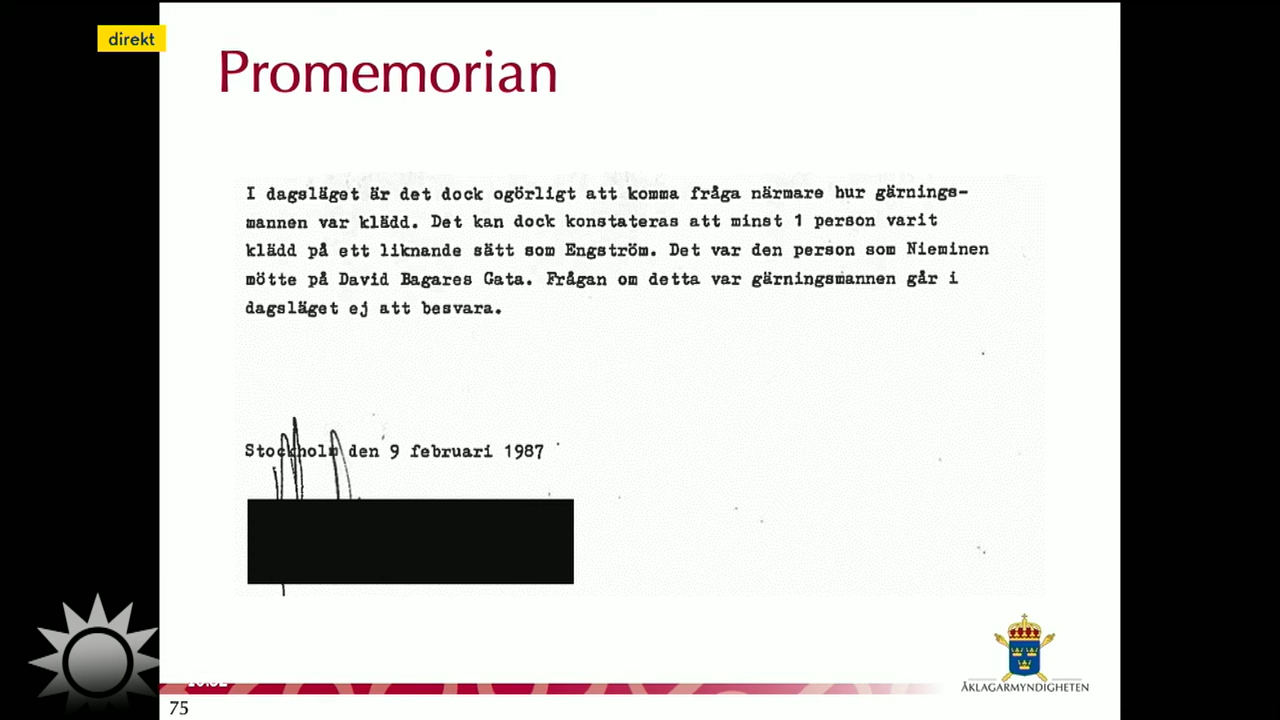 direkt
Promemorian
I dagsläget är det dock ogörligt att komma fråga närmare hur gärnings-
mannen var klädd. Det kan dock konstateras att minst 1 person varit
klädd på ett liknande sätt som Engström. Det var den person som Nieminen
mötte på David Bagares Gata. Frågan om detta var gärningsmannen går i
dagsläget ej att besvara.
Stockholm den 9 februari 1987
ÅKLAGARMYNDIGHETEN
75